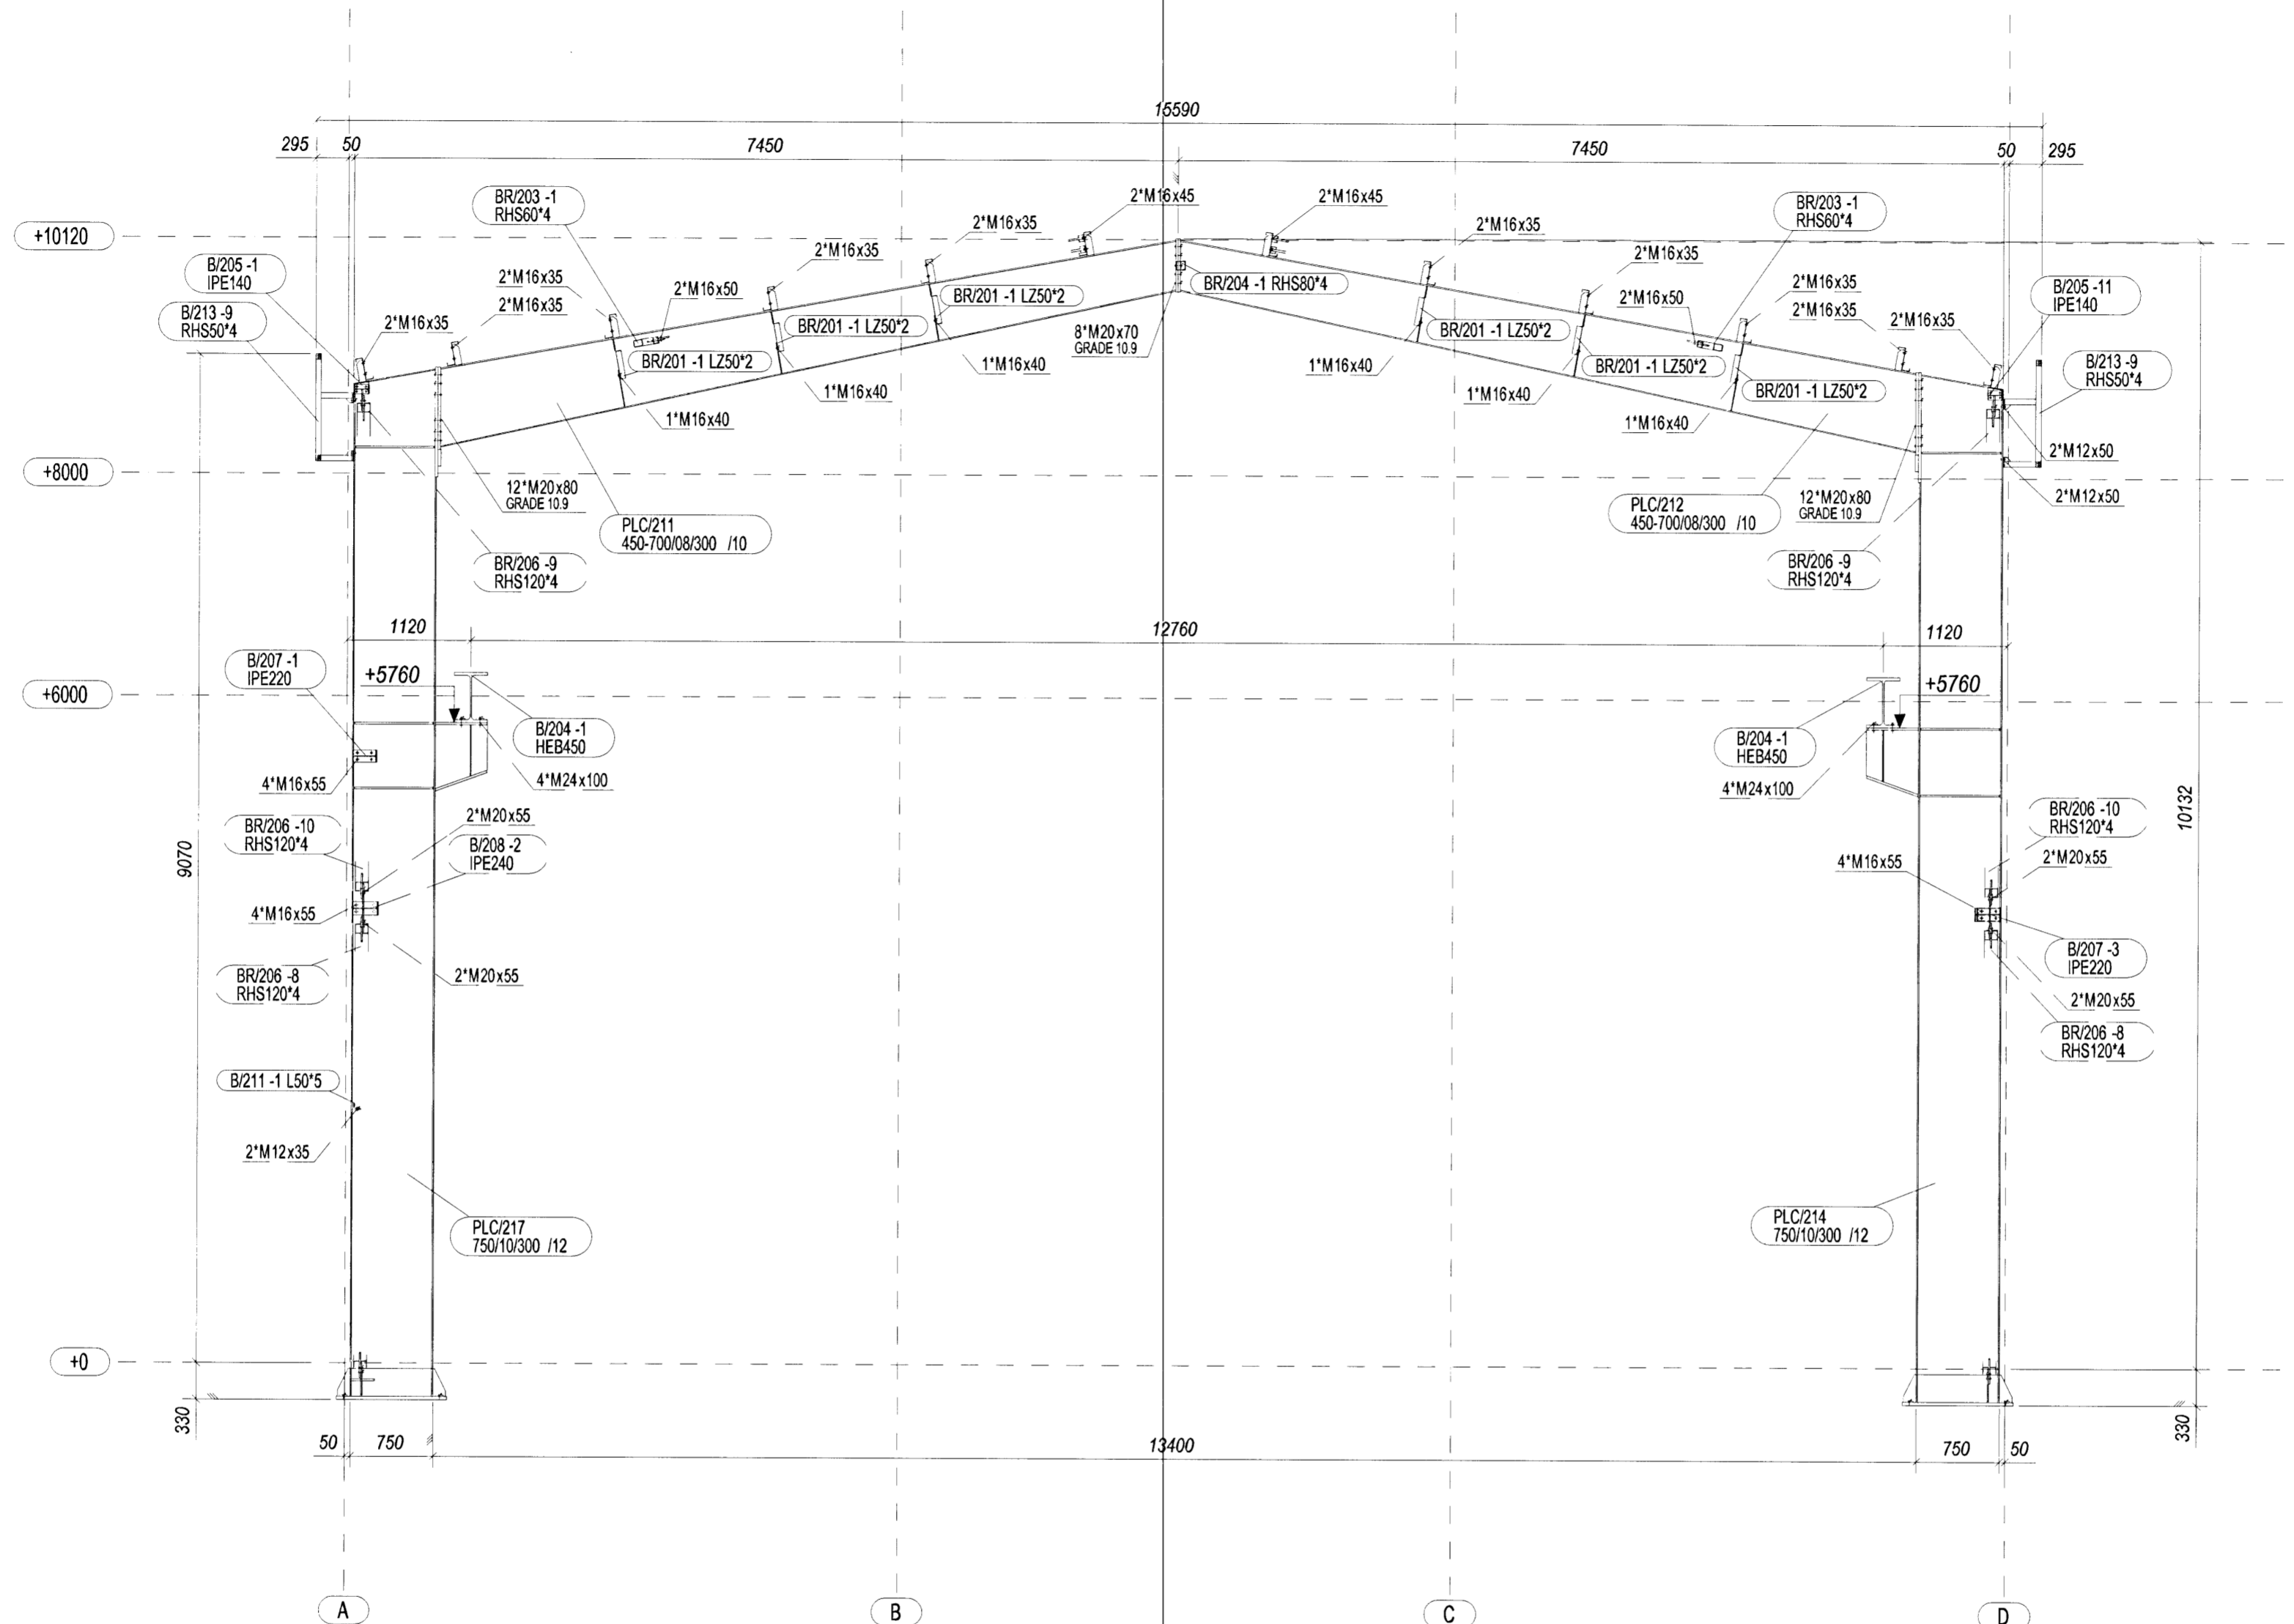 15590
295
50
7450
7450
50
295
BR/203 -1
RHS60*4
2*M16x45
2*M16x45
BR/203 -1
RHS60*4
+10120
2*M16x35
2*M16x35
2*M16x35
2*M16x35
B/205 -1
IPE140
2*M16x35
2*M16x50
BR/204 -1 RHS80*4
2*M16x50
2*M16x35
B/205 -11
IPE140
B/213 -9
RHS50*4
2*M16x35
2*M16x35
BR/201 -1 LZ50*2
BR/201 -1 LZ50*2
BR/201 -1 LZ50*2
8*M20x70
GRADE 10.9
BR/201 -1 LZ50*2
BR/201 -1 LZ50*2
BR/201 -1 LZ50*2
2*M16x35
2*M16x35
B/213 -9
RHS50*4
1*M16x40
1*M16x40
1*M16x40
1*M16x40
1*M16x40
1*M16x40
2*M12x50
+8000
12*M20x80
GRADE 10.9
PLC/211
450-700/08/300 /10
PLC/212
450-700/08/300 /10
12*M20x80
GRADE 10.9
2*M12x50
BR/206 -9
RHS120*4
BR/206 -9
RHS120*4
1120
12760
1120
B/207 -1
IPE220
+5760
+5760
+6000
B/204 -1
HEB450
B/204 -1
HEB450
4*M16x55
4*M24x100
4*M24x100
2*M20x55
BR/206 -10
RHS120*4
B/208 -2
IPE240
BR/206 -10
RHS120*4
10132
9070
4*M16x55
2*M20x55
4*M16x55
BR/206 -8
RHS120*4
2*M20x55
B/207 -3
IPE220
2*M20x55
BR/206 -8
RHS120*4
B/211 -1 L50*5
2*M12x35
PLC/217
750/10/300 /12
PLC/214
750/10/300 /12
+0
330
330
50
750
13400
750
50
A
B
C
D